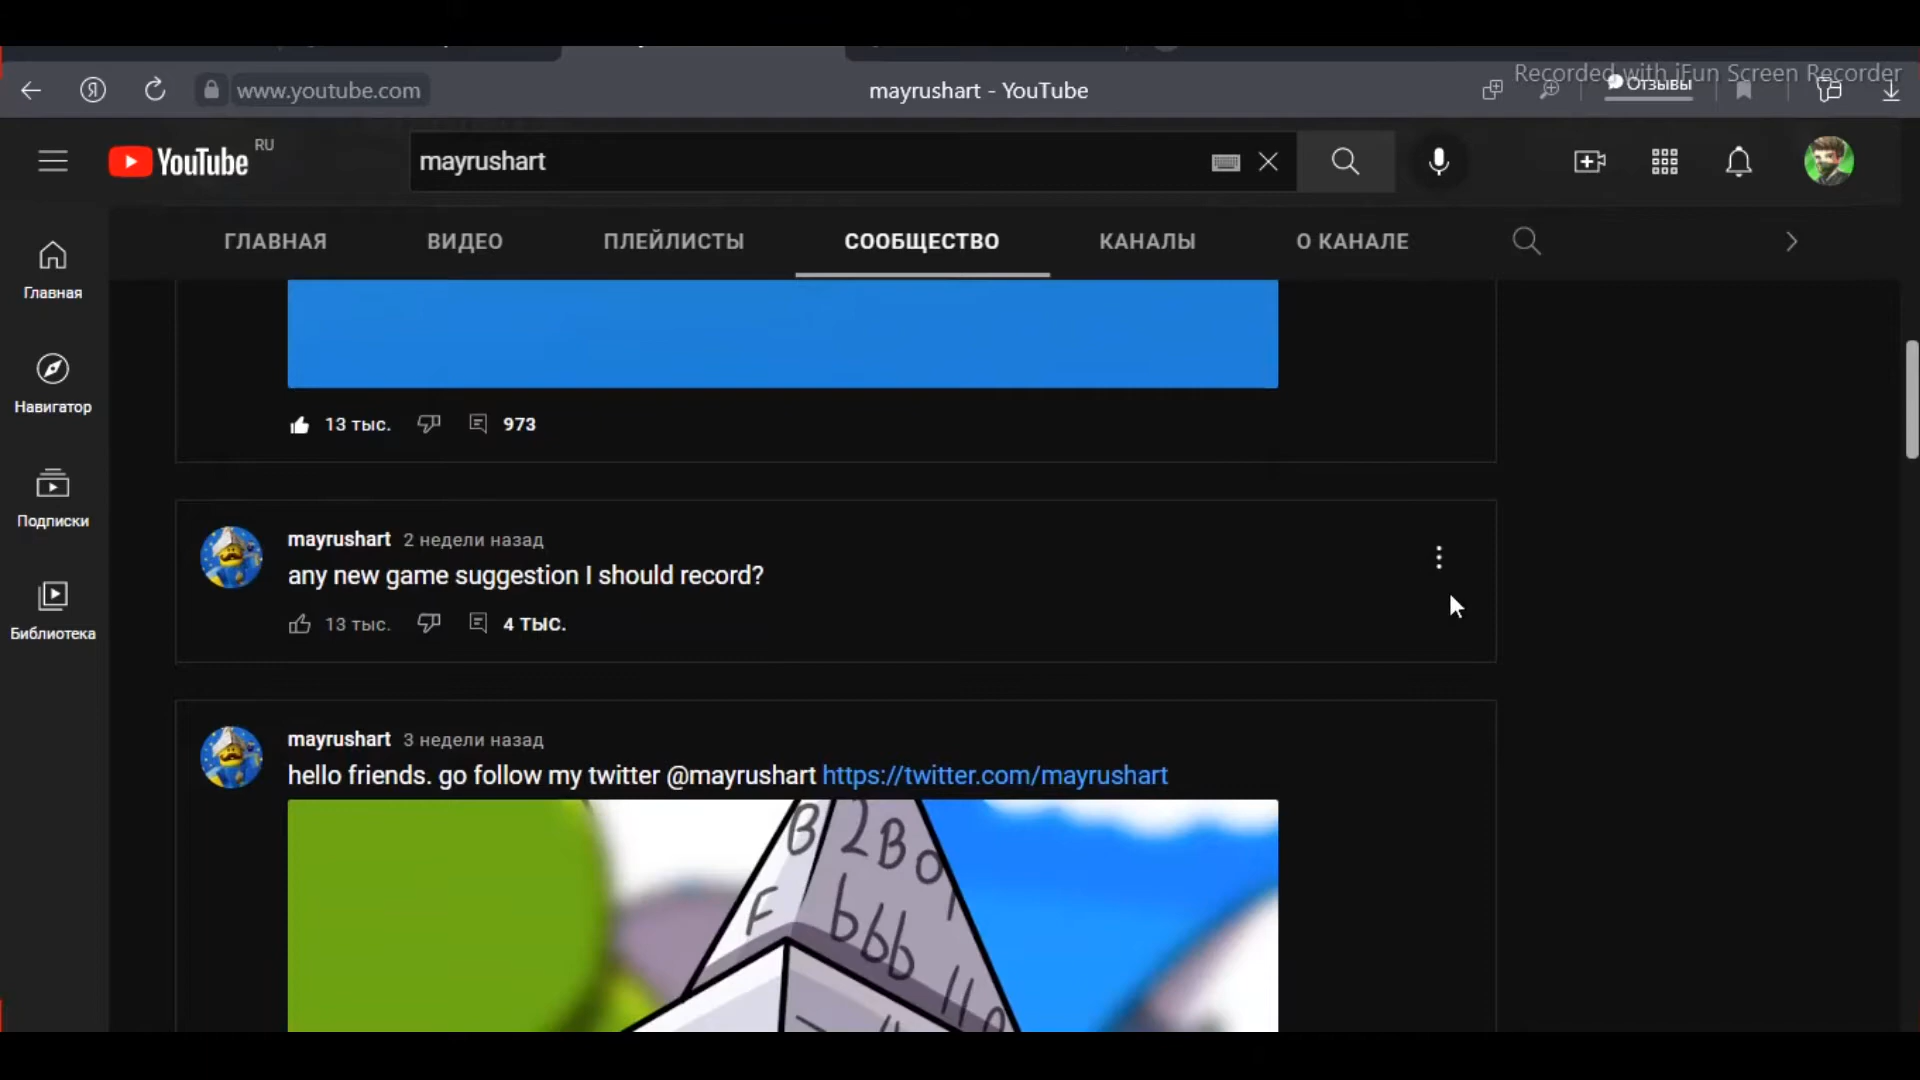 www.youtube.com
mayrushart - YouTube
Отзывы
Recorded with iFun Screen Recorder
YouTube RU
mayrushart
ГЛАВНАЯ ВИДЕО ПЛЕЙЛИСТЫ СООБЩЕСТВО КАНАЛЫ О КАНАЛЕ
Главная
Навигатор
Подписки
Библиотека
13 тыс. 973
mayrushart 2 недели назад
any new game suggestion I should record?
13 тыс. 4 тыс.
mayrushart 3 недели назад
hello friends. go follow my twitter @mayrushart https://twitter.com/mayrushart
B 2Bo
F bbb